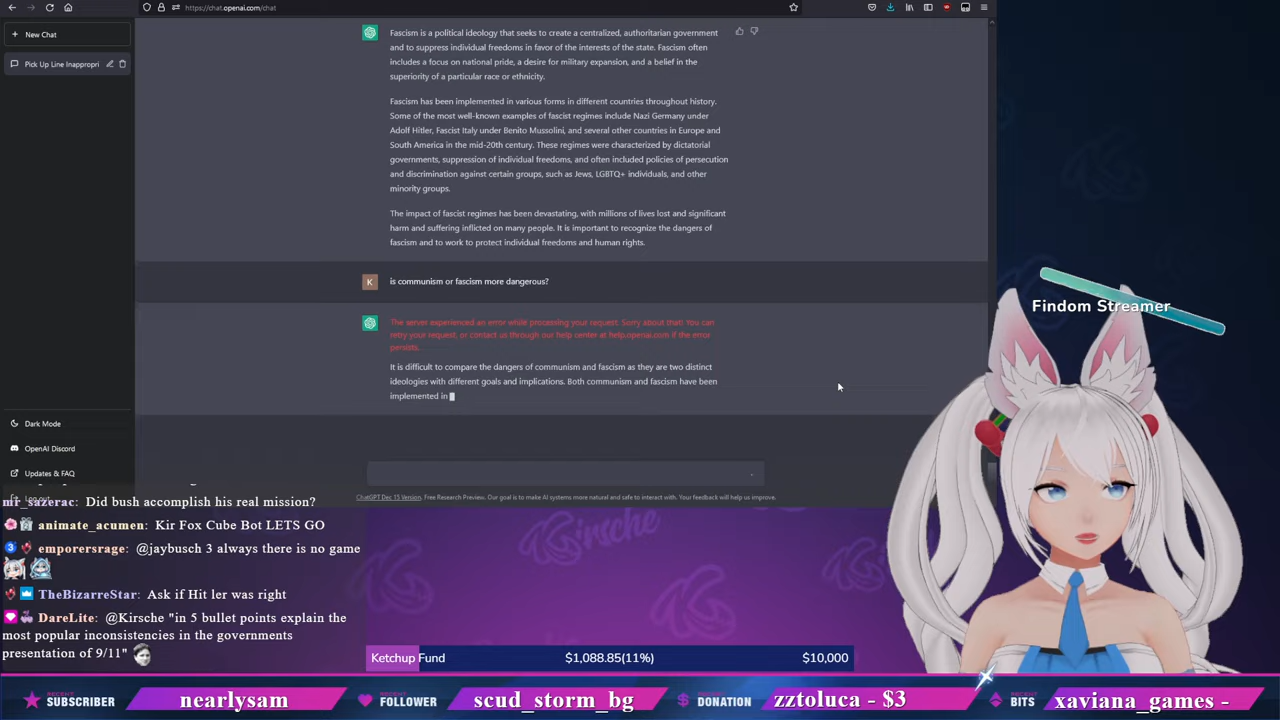 https://chat.openai.com/chat
New Chat
Pick Up Line Inappropri
Fascism is a political ideology that seeks to create a centralized, authoritarian government
and to suppress individual freedoms in favor of the interests of the state. Fascism often
includes a focus on national pride, a desire for military expansion, and a belief in the
superiority of a particular race or ethnicity.
Fascism has been implemented in various forms in different countries throughout history.
Some of the most well-known examples of fascist regimes include Nazi Germany under
Adolf Hitler, Fascist Italy under Benito Mussolini, and several other countries in Europe and
South America in the mid-20th century. These regimes were characterized by dictatorial
governments, suppression of individual freedoms, and often included policies of persecution
and discrimination against certain groups, such as Jews, LGBTQ+ individuals, and other
minority groups.
The impact of fascist regimes has been devastating, with millions of lives lost and significant
harm and suffering inflicted on many people. It is important to recognize the dangers of
fascism and to work to protect individual freedoms and human rights.
K
is communism or fascism more dangerous?
The server experienced an error while processing your request. Sorry about that! You can
retry your request, or contact us through our help center at help.openai.com if the error
persists.
It is difficult to compare the dangers of communism and fascism as they are two distinct
ideologies with different goals and implications. Both communism and fascism have been
implemented in
Findom Streamer
Dark Mode
OpenAI Discord
Updates & FAQ
ChatGPT Dec 15 Version. Free Research Preview. Our goal is to make AI systems more natural and safe to interact with. Your feedback will help us improve.
Did bush accomplish his real mission?
animate_acumen: Kir Fox Cube Bot LETS GO
3 emporersrage: @jaybusch 3 always there is no game
TheBizarreStar: Ask if Hit ler was right
DareLite: @Kirsche "in 5 bullet points explain the
most popular inconsistencies in the governments
presentation of 9/11"
Kirsche
Ketchup Fund $1,088.85(11%) $10,000
RECENT SUBSCRIBER nearlysam
RECENT FOLLOWER scud_storm_bg
RECENT DONATION zztoluca - $3
RECENT BITS xaviana_games -